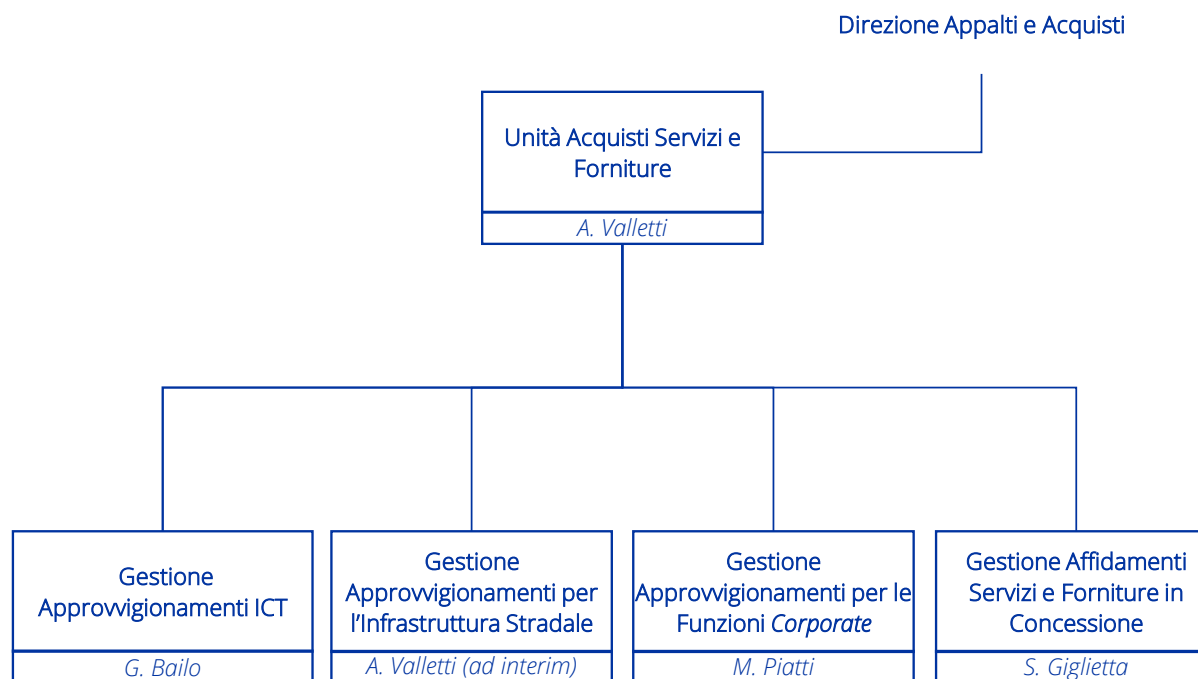 Direzione Appalti e Acquisti
Unità Acquisti Servizi e
Forniture
A. Valletti
Gestione
Approvvigionamenti ICT
G. Bailo
Gestione
Approvvigionamenti per
l’Infrastruttura Stradale
A. Valletti (ad interim)
Gestione
Approvvigionamenti per le
Funzioni Corporate
M. Piatti
Gestione Affidamenti
Servizi e Forniture in
Concessione
S. Giglietta